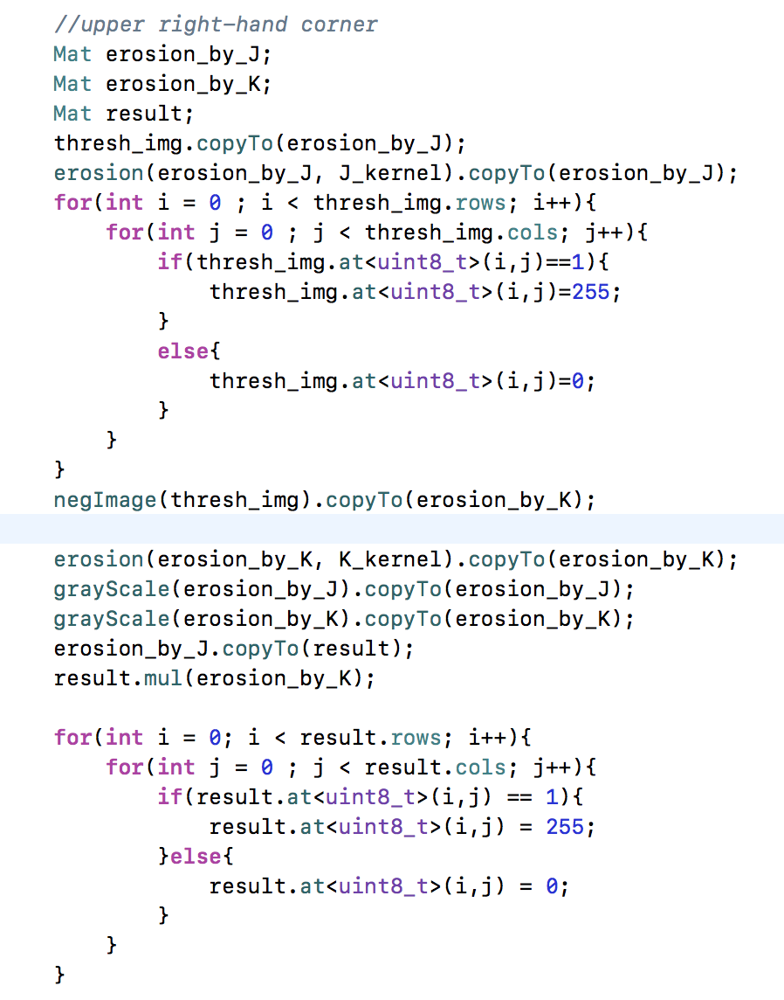 //upper right-hand corner
Mat erosion_by_J;
Mat erosion_by_K;
Mat result;
thresh_img.copyTo(erosion_by_J);
erosion(erosion_by_J, J_kernel).copyTo(erosion_by_J);
for(int i = 0 ; i < thresh_img.rows; i++){
    for(int j = 0 ; j < thresh_img.cols; j++){
        if(thresh_img.at<uint8_t>(i,j)==1){
            thresh_img.at<uint8_t>(i,j)=255;
        }
        else{
            thresh_img.at<uint8_t>(i,j)=0;
        }
    }
}
negImage(thresh_img).copyTo(erosion_by_K);

erosion(erosion_by_K, K_kernel).copyTo(erosion_by_K);
grayScale(erosion_by_J).copyTo(erosion_by_J);
grayScale(erosion_by_K).copyTo(erosion_by_K);
erosion_by_J.copyTo(result);
result.mul(erosion_by_K);

for(int i = 0; i < result.rows; i++){
    for(int j = 0 ; j < result.cols; j++){
        if(result.at<uint8_t>(i,j) == 1){
            result.at<uint8_t>(i,j) = 255;
        }else{
            result.at<uint8_t>(i,j) = 0;
        }
    }
}